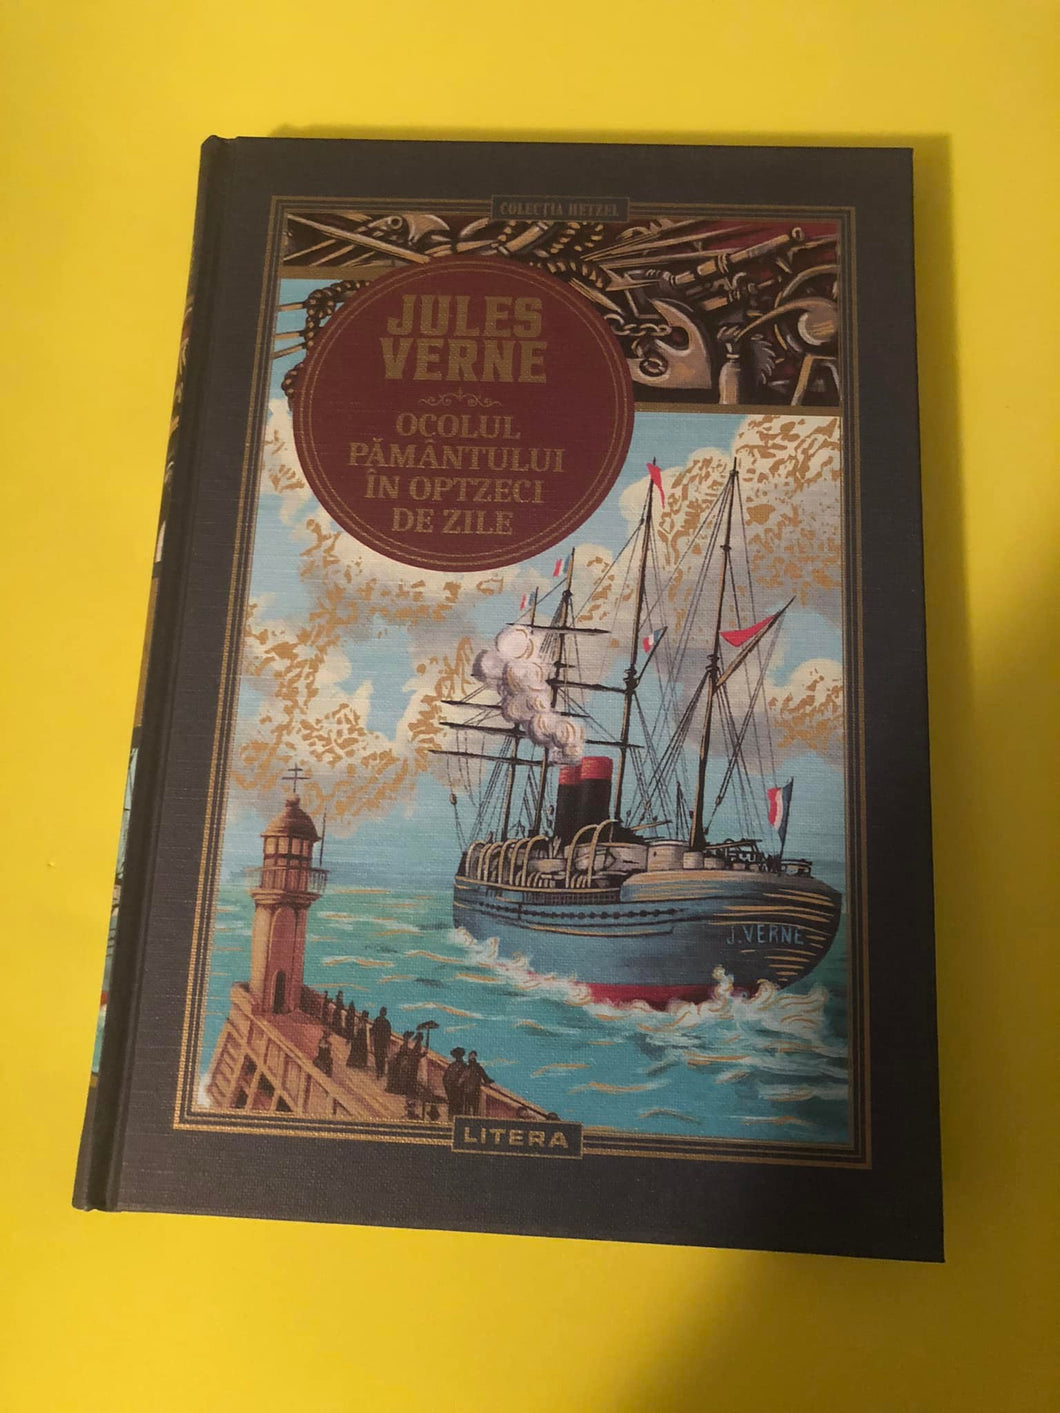 COLECȚIA HETZEL
JULES
VERNE
OCOLUL
PĂMÂNTULUI
ÎN OPTZECI
DE ZILE
J. VERNE
LITERA